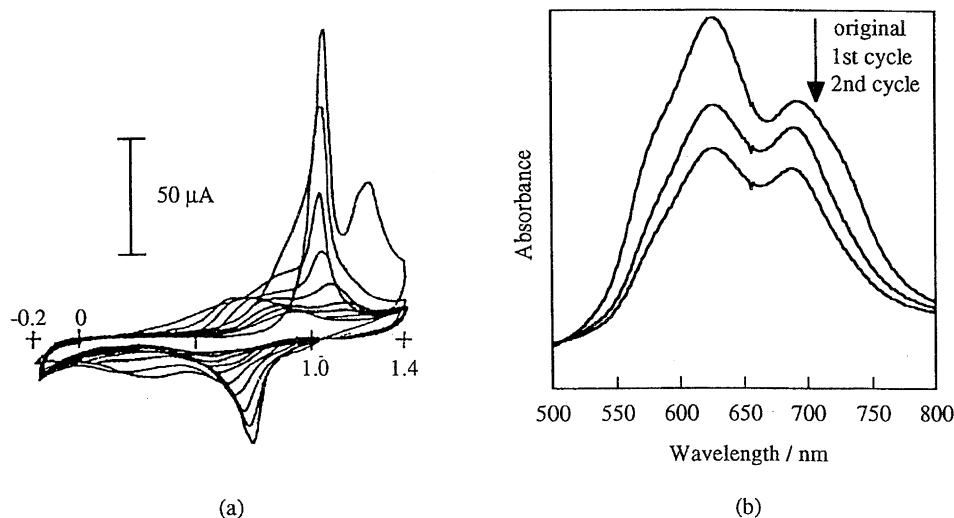 50 μA
-0.2 0
1.0 1.4
(a)
original
1st cycle
2nd cycle
Absorbance
500 550 600 650 700 750 800
Wavelength / nm
(b)